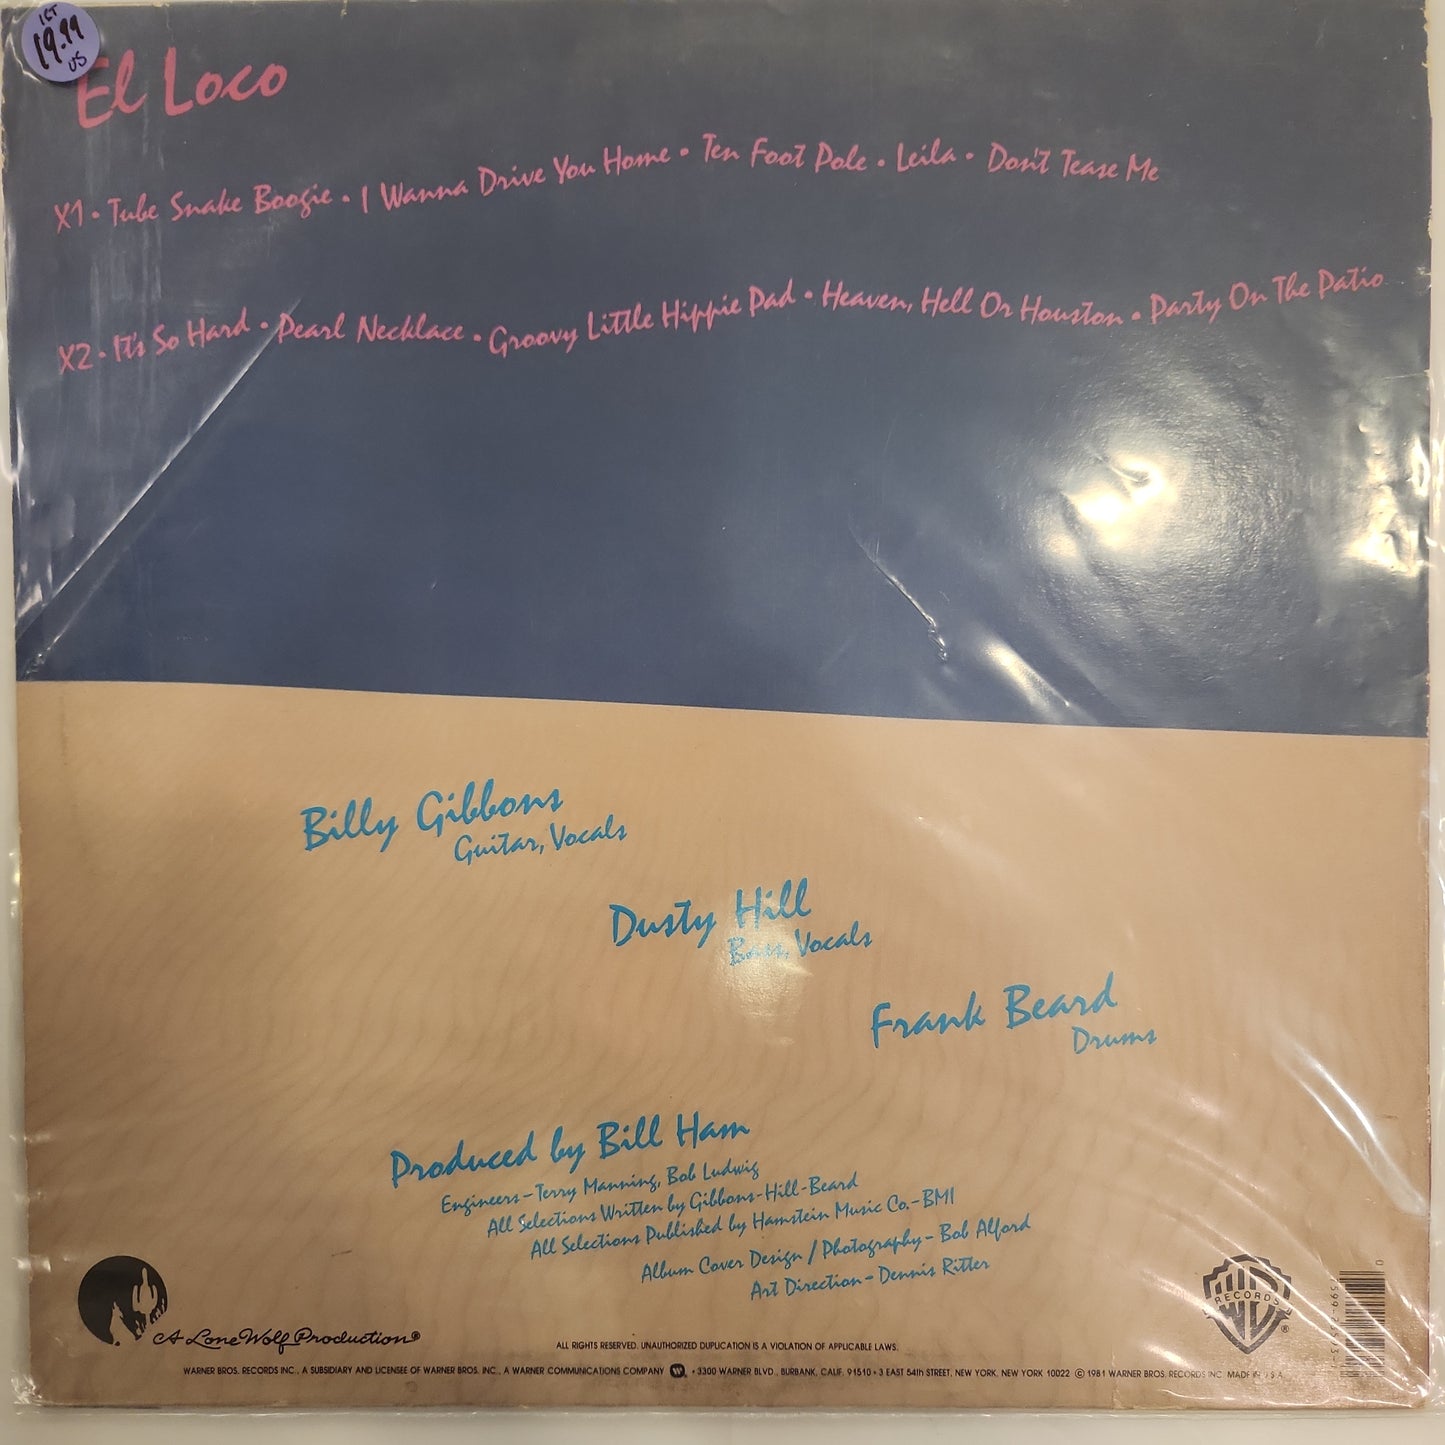 1CT
19.99
US
El Loco
X1 • Tube Snake Boogie • I Wanna Drive You Home • Ten Foot Pole • Leila • Don't Tease Me
X2 • It's So Hard • Pearl Necklace • Groovy Little Hippie Pad • Heaven, Hell Or Houston • Party On The Patio
Billy Gibbons
Guitar, Vocals
Dusty Hill
Bass, Vocals
Frank Beard
Drums
Produced by Bill Ham
Engineers – Terry Manning, Bob Ludwig
All Selections Written by Gibbons-Hill-Beard
All Selections Published by Hamstein Music Co. – BMI
Album Cover Design / Photography – Bob Alford
Art Direction – Dennis Ritter
A Lone Wolf Production®
WB
RECORDS
®
ALL RIGHTS RESERVED. UNAUTHORIZED DUPLICATION IS A VIOLATION OF APPLICABLE LAWS.
WARNER BROS. RECORDS INC., A SUBSIDIARY AND LICENSEE OF WARNER BROS. INC., A WARNER COMMUNICATIONS COMPANY • 3300 WARNER BLVD., BURBANK, CALIF. 91510 • 3 EAST 54th STREET, NEW YORK, NEW YORK 10022 © 1981 WARNER BROS. RECORDS INC. MADE IN U.S.A.